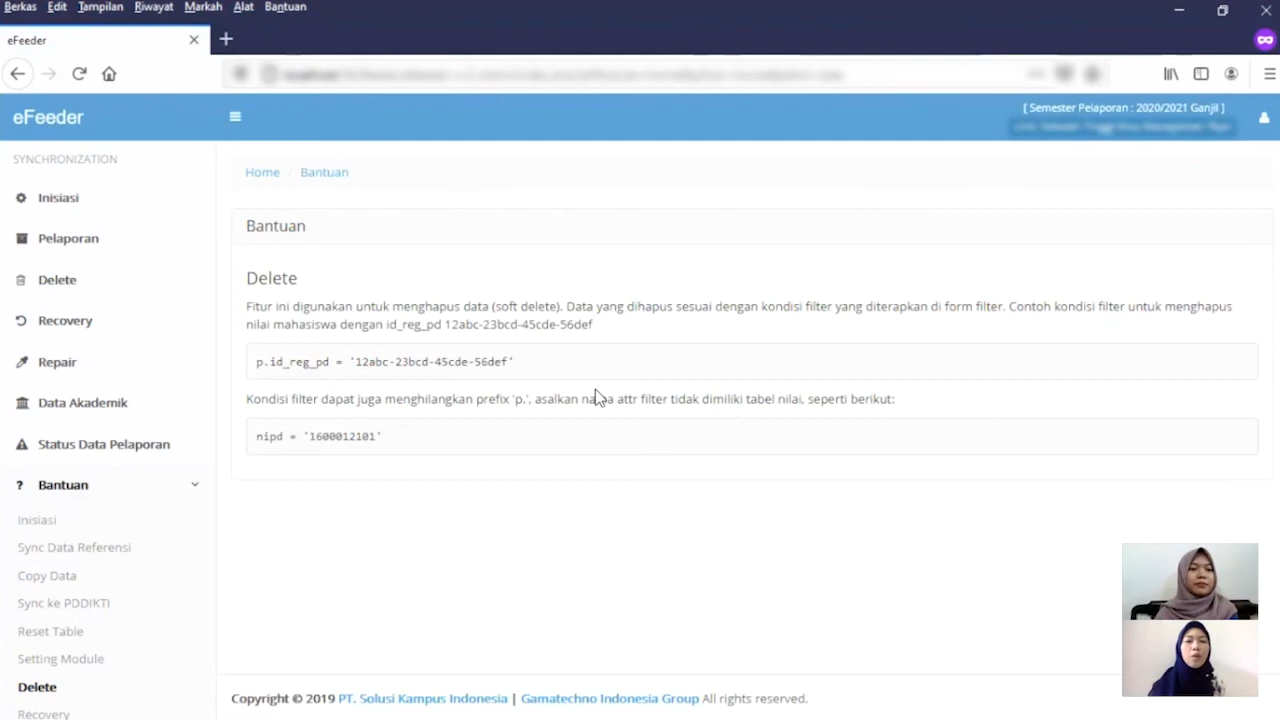 Berkas Edit Tampilan Riwayat Markah Alat Bantuan
eFeeder
eFeeder
[ Semester Pelaporan : 2020/2021 Ganjil ]
SYNCHRONIZATION
Inisiasi
Pelaporan
Delete
Recovery
Repair
Data Akademik
Status Data Pelaporan
? Bantuan
Inisiasi
Sync Data Referensi
Copy Data
Sync ke PDDIKTI
Reset Table
Setting Module
Delete
Recovery
Home / Bantuan
Bantuan
Delete
Fitur ini digunakan untuk menghapus data (soft delete). Data yang dihapus sesuai dengan kondisi filter yang diterapkan di form filter. Contoh kondisi filter untuk menghapus
nilai mahasiswa dengan id_reg_pd 12abc-23bcd-45cde-56def
p.id_reg_pd = '12abc-23bcd-45cde-56def'
Kondisi filter dapat juga menghilangkan prefix 'p.', asalkan nama attr filter tidak dimiliki tabel nilai, seperti berikut:
nipd = '1600012101'
Copyright © 2019 PT. Solusi Kampus Indonesia | Gamatechno Indonesia Group All rights reserved.